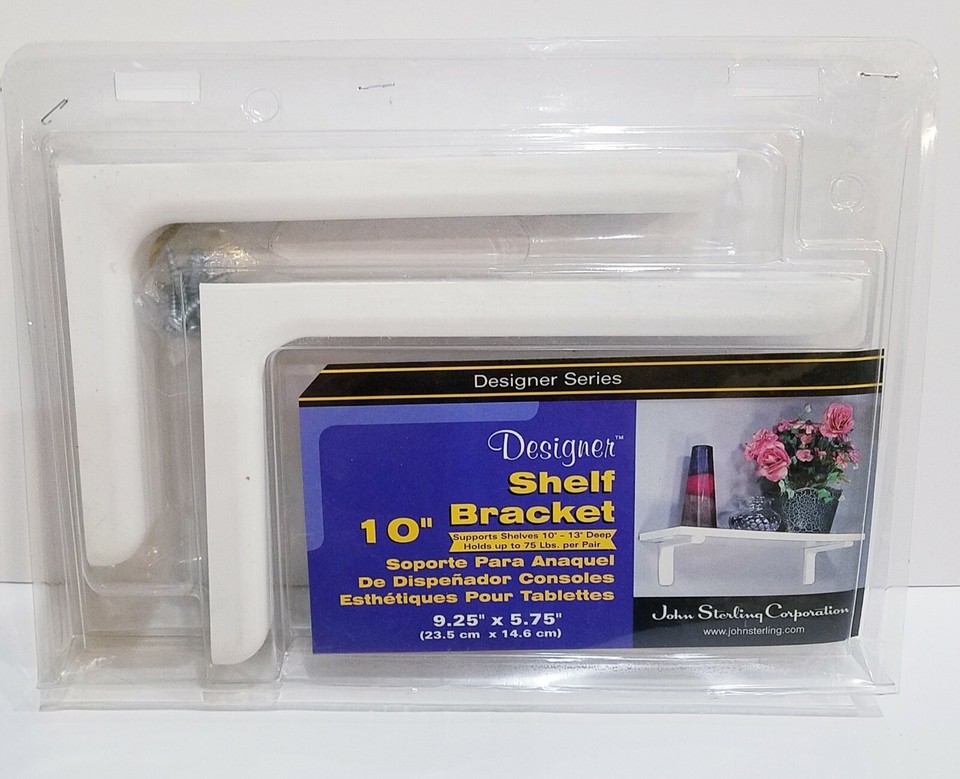 Designer Series
Designer™
Shelf
10" Bracket
Supports Shelves 10" - 13" Deep
Holds up to 75 Lbs. per Pair
Soporte Para Anaquel
De Dispeñador Consoles
Esthétiques Pour Tablettes
9.25" x 5.75"
(23.5 cm x 14.6 cm)
John Sterling Corporation
www.johnsterling.com